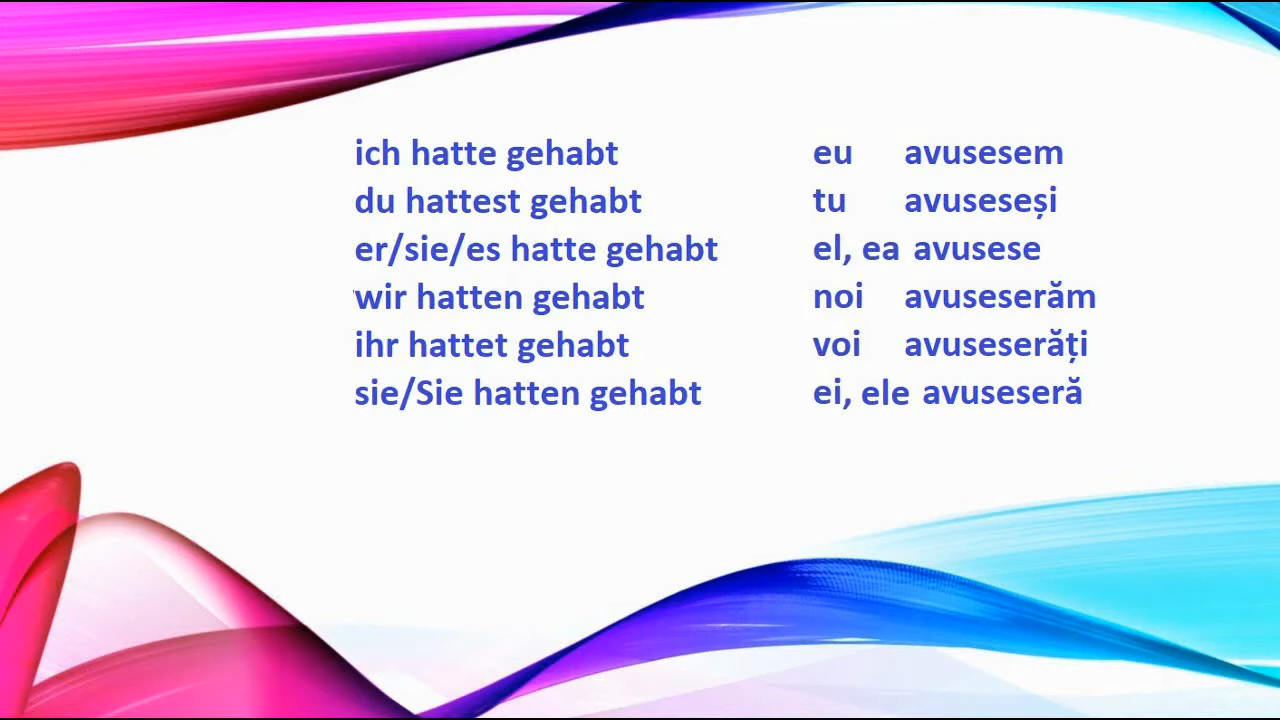 ich hatte gehabt eu avusesem
du hattest gehabt tu avuseseși
er/sie/es hatte gehabt el, ea avusese
wir hatten gehabt noi avuseserăm
ihr hattet gehabt voi avuseserăți
sie/Sie hatten gehabt ei, ele avuseseră